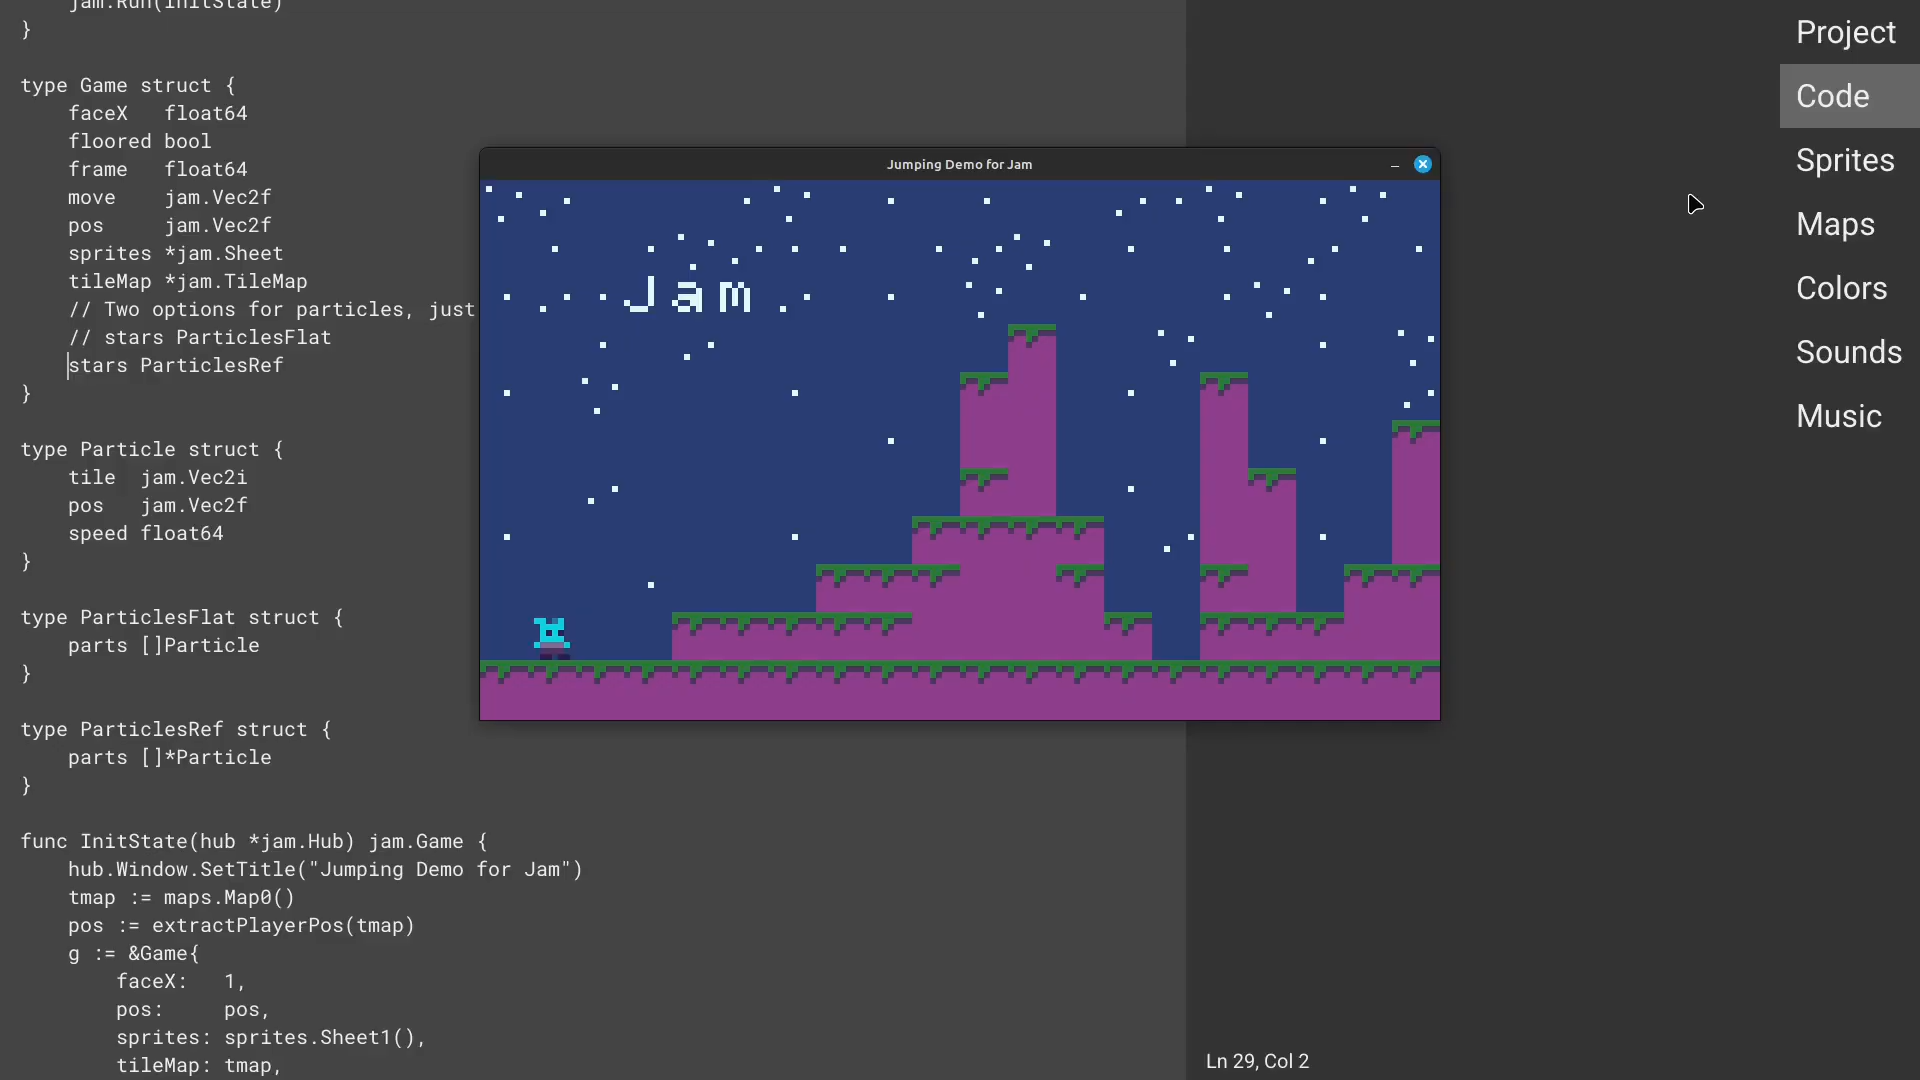 jam.Run(InitState)
}
type Game struct {
faceX float64
floored bool
frame float64
move jam.Vec2f
pos jam.Vec2f
sprites *jam.Sheet
tileMap *jam.TileMap
// Two options for particles, just
// stars ParticlesFlat
stars ParticlesRef
}
type Particle struct {
tile jam.Vec2i
pos jam.Vec2f
speed float64
}
type ParticlesFlat struct {
parts []Particle
}
type ParticlesRef struct {
parts []*Particle
}
func InitState(hub *jam.Hub) jam.Game {
hub.Window.SetTitle("Jumping Demo for Jam")
tmap := maps.Map0()
pos := extractPlayerPos(tmap)
g := &Game{
faceX: 1,
pos: pos,
sprites: sprites.Sheet1(),
tileMap: tmap,
Jumping Demo for Jam
Jam
Project
Code
Sprites
Maps
Colors
Sounds
Music
Ln 29, Col 2